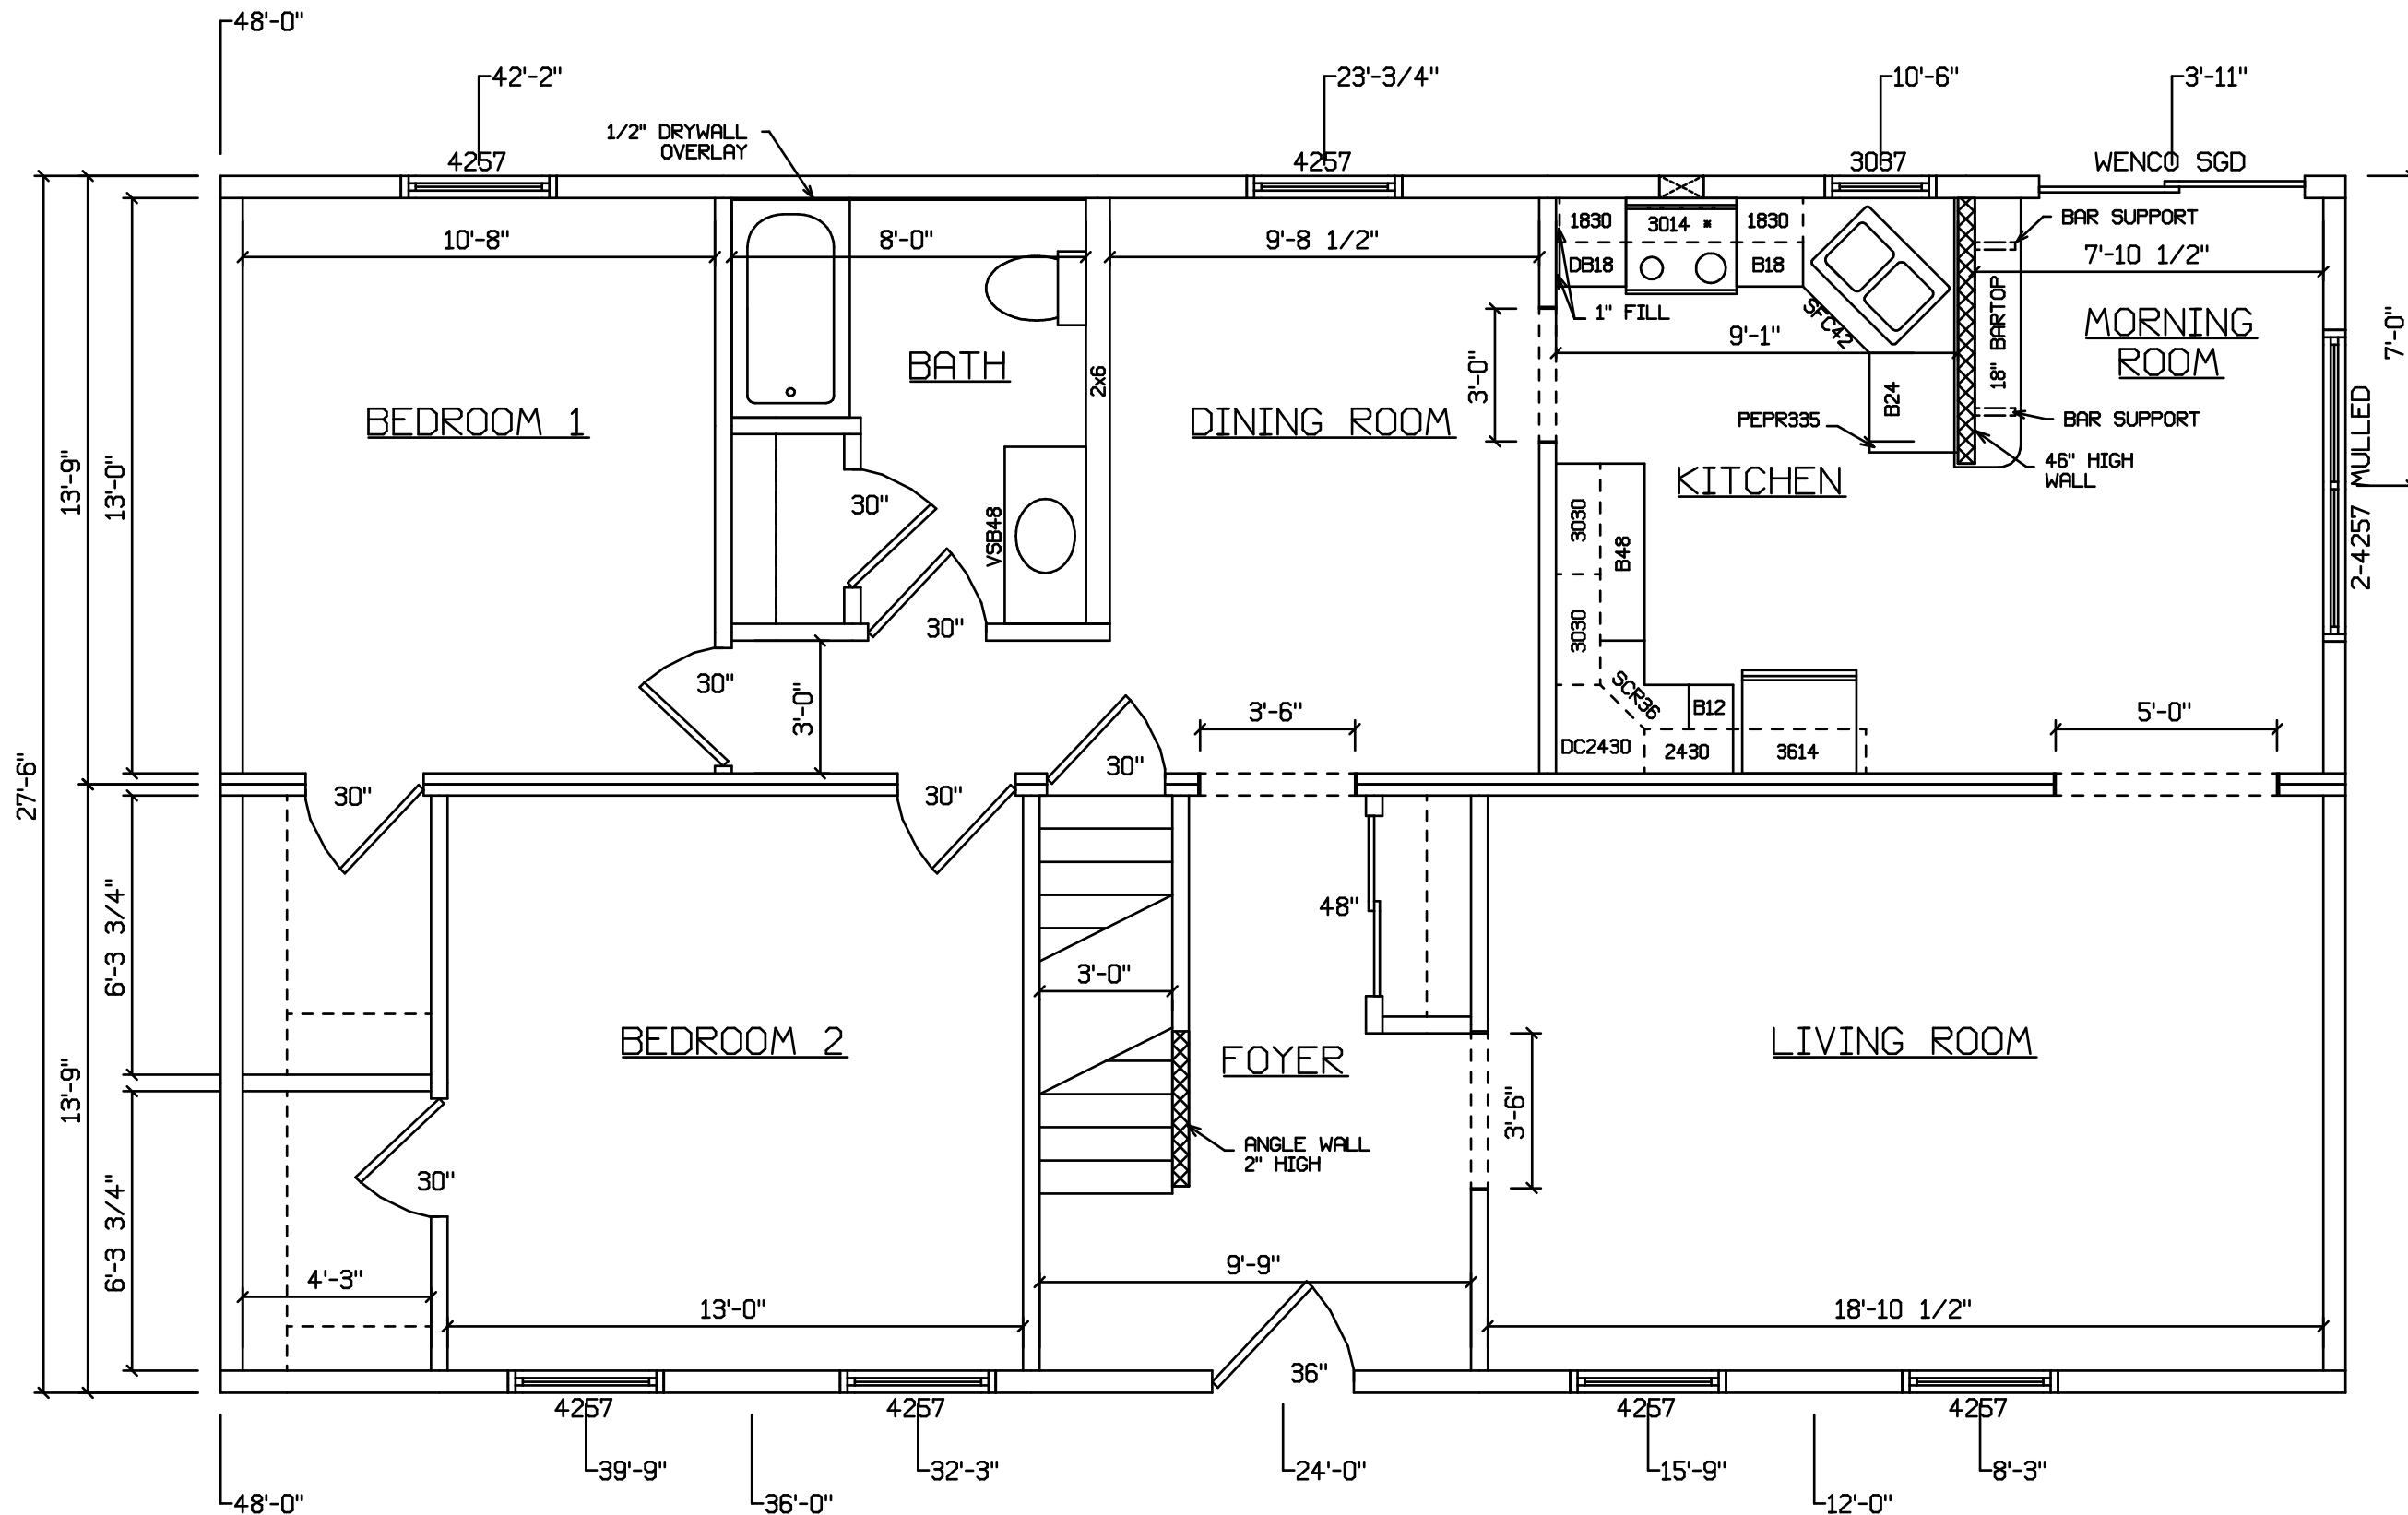 48'-0"
42'-2"
23'-3/4"
10'-6"
3'-11"
1/2" DRYWALL
OVERLAY
4257
4257
3087
WENCO SGD
10'-8"
8'-0"
9'-8 1/2"
1830
3014 *
1830
DB18
B18
BAR SUPPORT
7'-10 1/2"
1" FILL
SFC42
9'-1"
18" BARTOP
MORNING
ROOM
7'-0"
BATH
2x6
3'-0"
BEDROOM 1
DINING ROOM
B24
PEPR335
BAR SUPPORT
46" HIGH
WALL
2-4257 MULLED
KITCHEN
13'-9"
13'-0"
30"
VSB48
3030
B48
3030
30"
30"
3'-0"
SCR36
B12
3'-6"
5'-0"
DC2430
2430
3614
27'-6"
30"
30"
30"
6'-3 3/4"
48"
3'-0"
BEDROOM 2
FOYER
LIVING ROOM
13'-9"
3'-6"
ANGLE WALL
2" HIGH
30"
6'-3 3/4"
4'-3"
9'-9"
13'-0"
18'-10 1/2"
36"
4257
4257
4257
4257
39'-9"
32'-3"
24'-0"
15'-9"
8'-3"
48'-0"
36'-0"
12'-0"